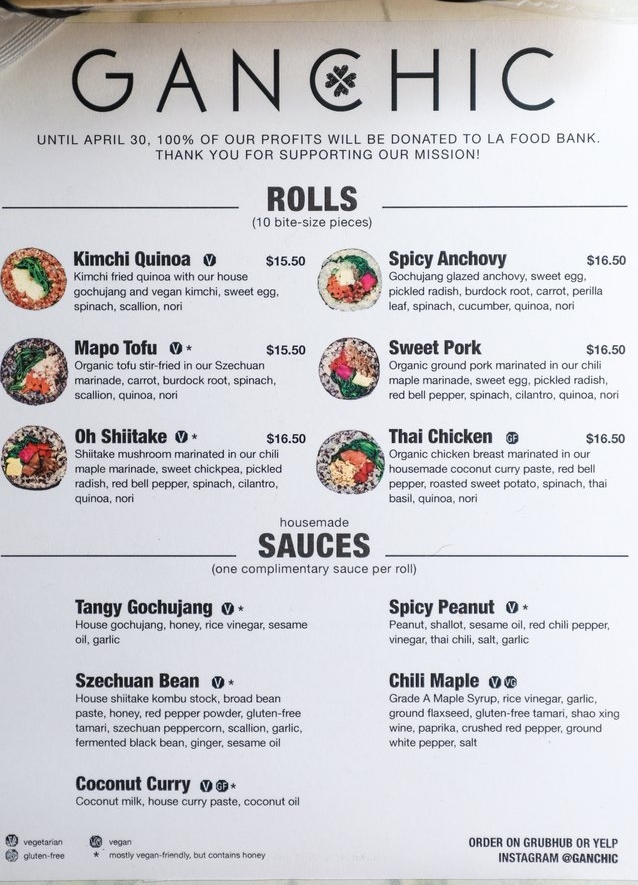 GANCHIC
UNTIL APRIL 30, 100% OF OUR PROFITS WILL BE DONATED TO LA FOOD BANK.
THANK YOU FOR SUPPORTING OUR MISSION!
ROLLS
(10 bite-size pieces)
Kimchi Quinoa V $15.50
Kimchi fried quinoa with our house
gochujang and vegan kimchi, sweet egg,
spinach, scallion, nori
Spicy Anchovy $16.50
Gochujang glazed anchovy, sweet egg,
pickled radish, burdock root, carrot, perilla
leaf, spinach, cucumber, quinoa, nori
Mapo Tofu V * $15.50
Organic tofu stir-fried in our Szechuan
marinade, carrot, burdock root, spinach,
scallion, quinoa, nori
Sweet Pork $16.50
Organic ground pork marinated in our chili
maple marinade, sweet egg, pickled radish,
red bell pepper, spinach, cilantro, quinoa, nori
Oh Shiitake V * $16.50
Shiitake mushroom marinated in our chili
maple marinade, sweet chickpea, pickled
radish, red bell pepper, spinach, cilantro,
quinoa, nori
Thai Chicken GF $16.50
Organic chicken breast marinated in our
housemade coconut curry paste, red bell
pepper, roasted sweet potato, spinach, thai
basil, quinoa, nori
housemade
SAUCES
(one complimentary sauce per roll)
Tangy Gochujang V *
House gochujang, honey, rice vinegar, sesame
oil, garlic
Spicy Peanut V *
Peanut, shallot, sesame oil, red chili pepper,
vinegar, thai chili, salt, garlic
Szechuan Bean V *
House shiitake kombu stock, broad bean
paste, honey, red pepper powder, gluten-free
tamari, szechuan peppercorn, scallion, garlic,
fermented black bean, ginger, sesame oil
Chili Maple V VG
Grade A Maple Syrup, rice vinegar, garlic,
ground flaxseed, gluten-free tamari, shao xing
wine, paprika, crushed red pepper, ground
white pepper, salt
Coconut Curry V GF *
Coconut milk, house curry paste, coconut oil
vegetarian
vegan
gluten-free
* mostly vegan-friendly, but contains honey
ORDER ON GRUBHUB OR YELP
INSTAGRAM @GANCHIC